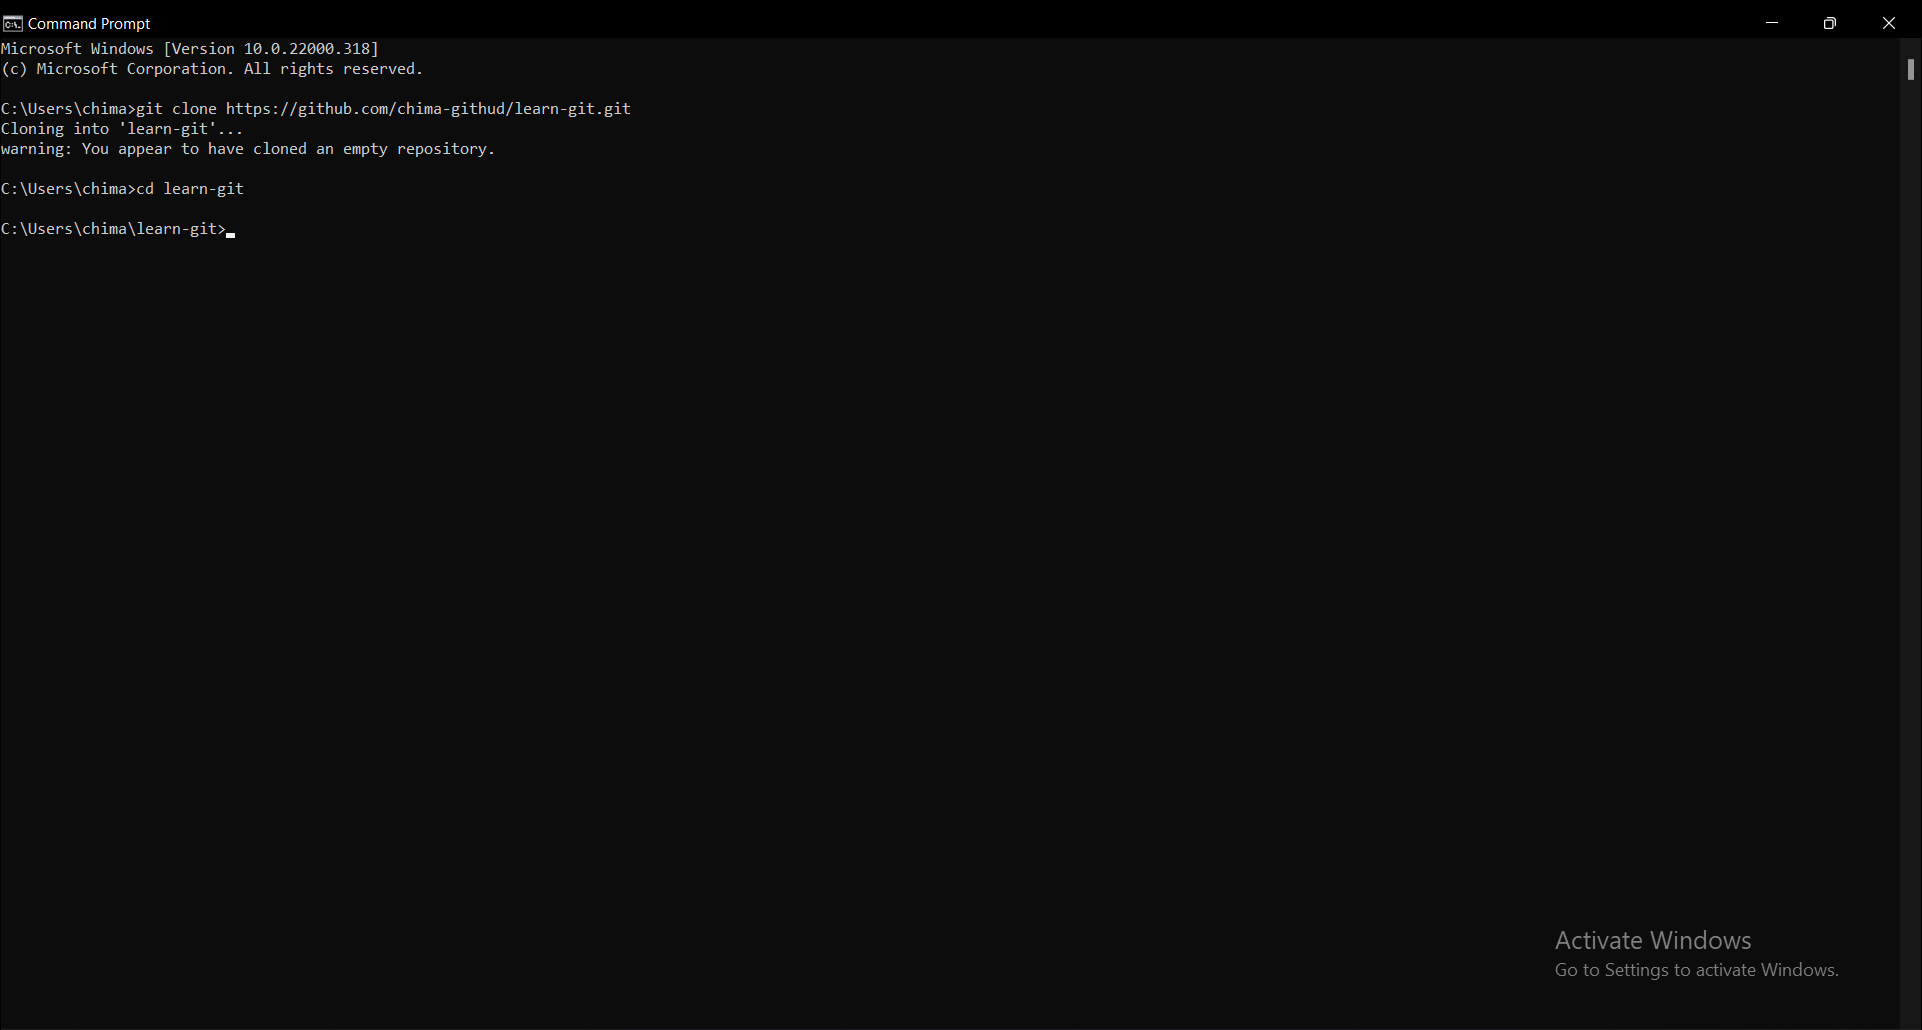 Command Prompt
Microsoft Windows [Version 10.0.22000.318]
(c) Microsoft Corporation. All rights reserved.
C:\Users\chima>git clone https://github.com/chima-githud/learn-git.git
Cloning into 'learn-git'...
warning: You appear to have cloned an empty repository.
C:\Users\chima>cd learn-git
C:\Users\chima\learn-git>
Activate Windows
Go to Settings to activate Windows.